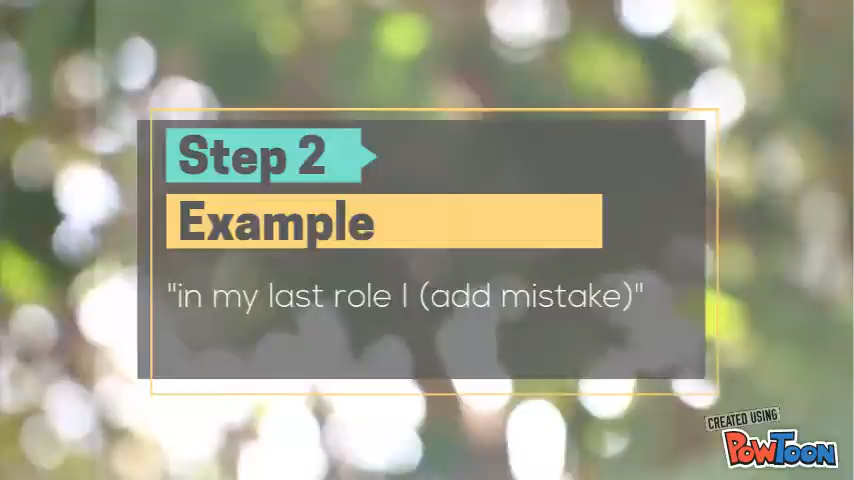 Step 2
Example
"in my last role I (add mistake)"
CREATED USING
POWTOON